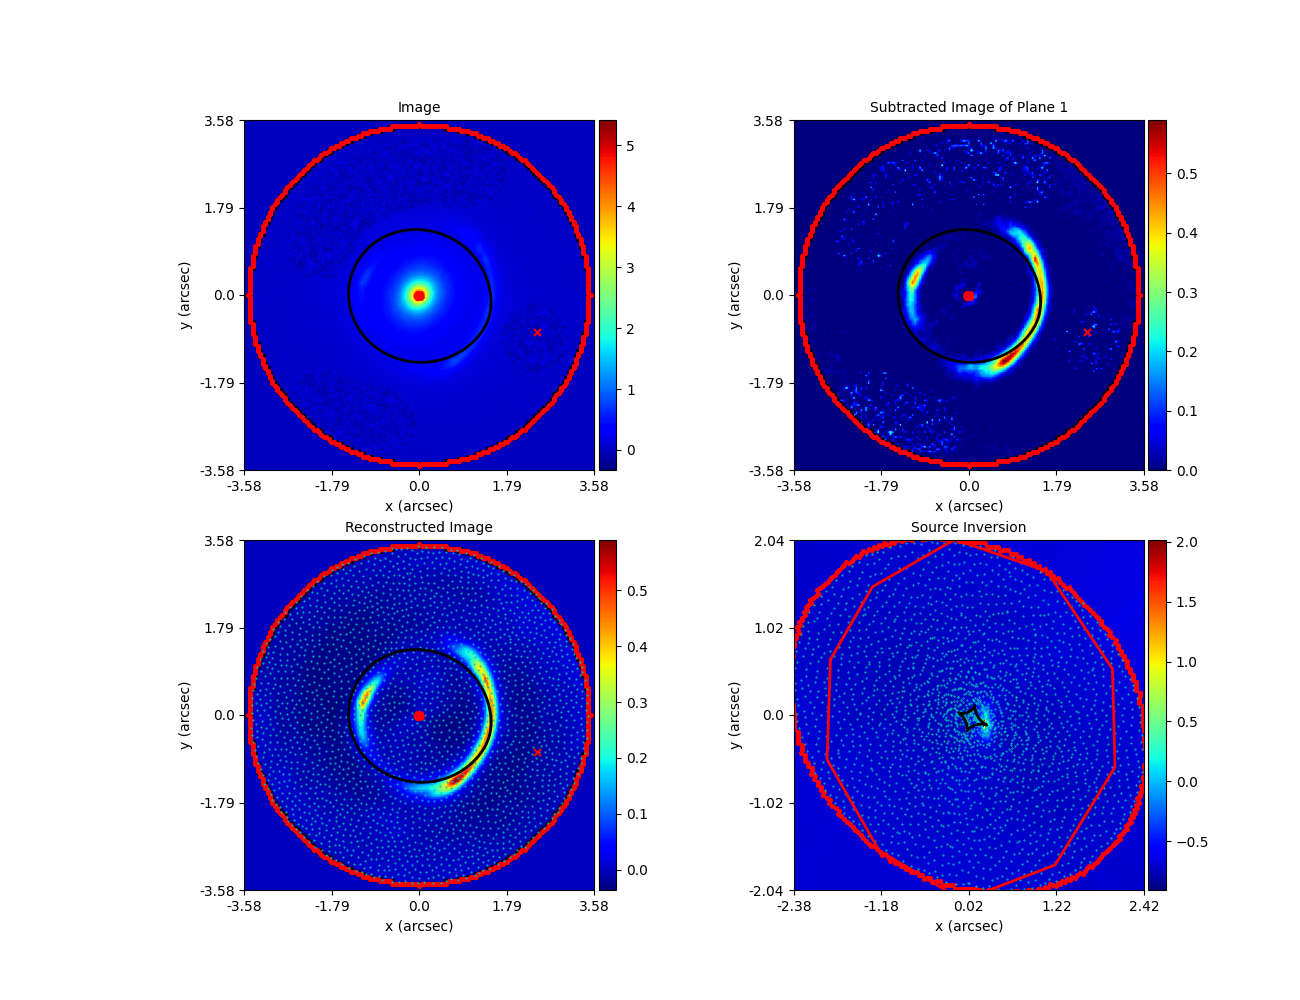 Image
3.58
1.79
0.0
-1.79
-3.58
y (arcsec)
-3.58 -1.79 0.0 1.79 3.58
x (arcsec)
5
4
3
2
1
0
Subtracted Image of Plane 1
3.58
1.79
0.0
-1.79
-3.58
y (arcsec)
-3.58 -1.79 0.0 1.79 3.58
x (arcsec)
0.5
0.4
0.3
0.2
0.1
0.0
Reconstructed Image
3.58
1.79
0.0
-1.79
-3.58
y (arcsec)
-3.58 -1.79 0.0 1.79 3.58
x (arcsec)
0.5
0.4
0.3
0.2
0.1
0.0
Source Inversion
2.04
1.02
0.0
-1.02
-2.04
y (arcsec)
-2.38 -1.18 0.02 1.22 2.42
x (arcsec)
2.0
1.5
1.0
0.5
0.0
−0.5